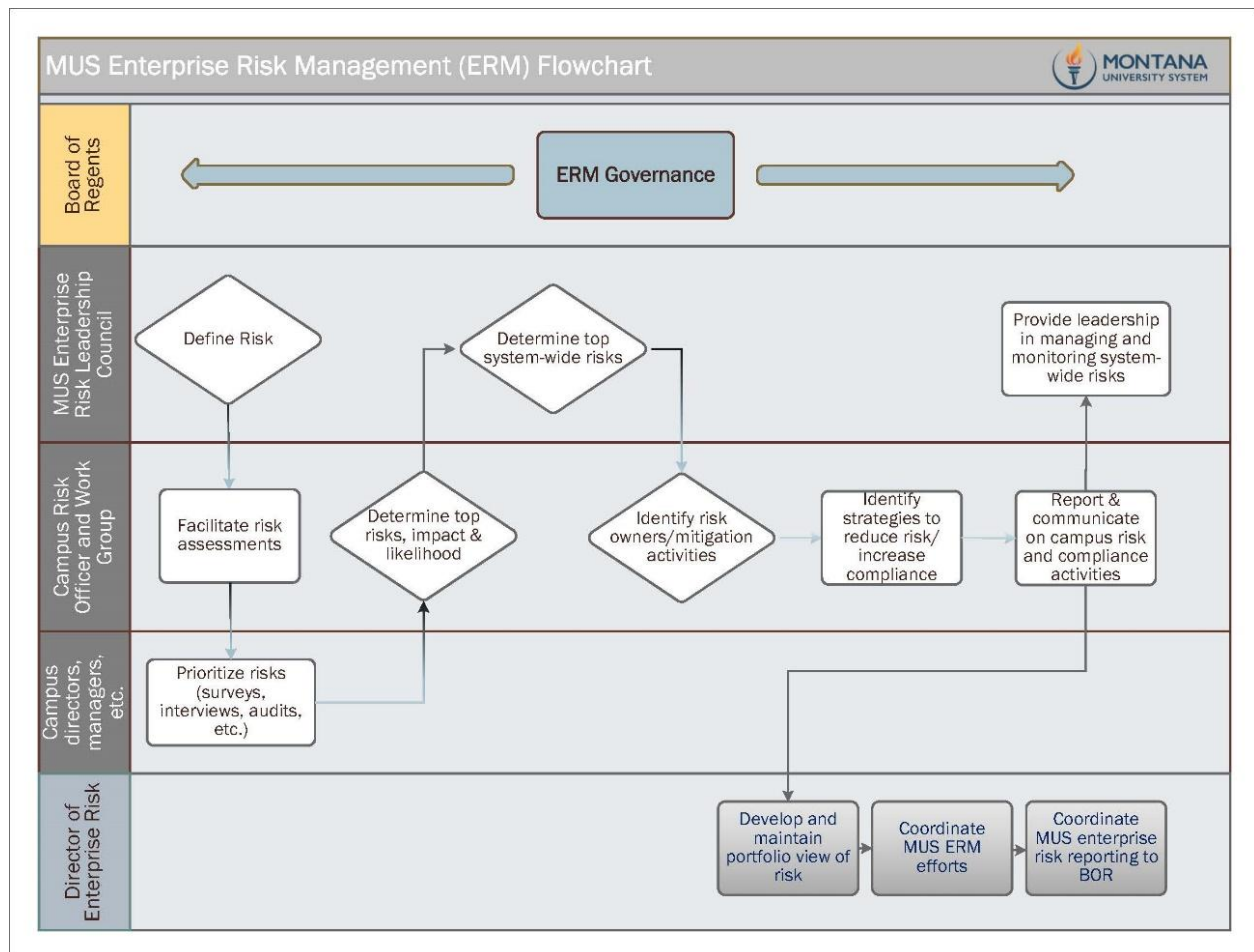 MUS Enterprise Risk Management (ERM) Flowchart
MONTANA
UNIVERSITY SYSTEM
Board of
Regents
ERM Governance
MUS Enterprise
Risk Leadership
Council
Define Risk
Determine top
system-wide risks
Provide leadership
in managing and
monitoring system-
wide risks
Campus Risk
Officer and Work
Group
Facilitate risk
assessments
Determine top
risks, impact &
likelihood
Identify risk
owners/mitigation
activities
Identify
strategies to
reduce risk/
increase
compliance
Report &
communicate
on campus risk
and compliance
activities
Campus
directors,
managers,
etc.
Prioritize risks
(surveys,
interviews, audits,
etc.)
Director of
Enterprise Risk
Develop and
maintain
portfolio view of
risk
Coordinate
MUS ERM
efforts
Coordinate
MUS enterprise
risk reporting to
BOR